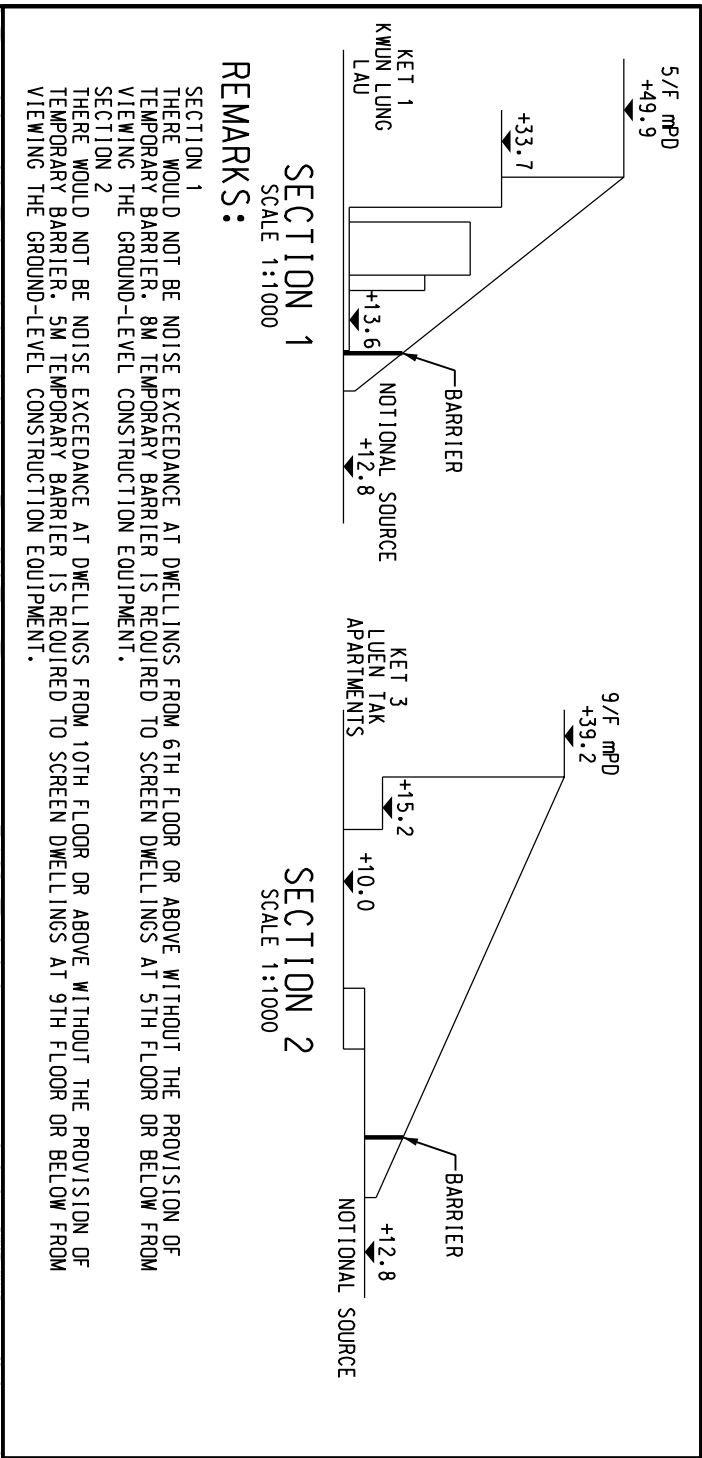 5/F mPD
+49.9
+33.7
KET 1
KWUN LUNG
LAU
+13.6
BARRIER
NOTIONAL SOURCE
+12.8
SECTION 1
SCALE 1:1000
9/F mPD
+39.2
+15.2
KET 3
LUEN TAK
APARTMENTS
+10.0
BARRIER
+12.8
NOTIONAL SOURCE
SECTION 2
SCALE 1:1000
REMARKS:
SECTION 1
THERE WOULD NOT BE NOISE EXCEEDANCE AT DWELLINGS FROM 6TH FLOOR OR ABOVE WITHOUT THE PROVISION OF
TEMPORARY BARRIER. 8M TEMPORARY BARRIER IS REQUIRED TO SCREEN DWELLINGS AT 5TH FLOOR OR BELOW FROM
VIEWING THE GROUND-LEVEL CONSTRUCTION EQUIPMENT.
SECTION 2
THERE WOULD NOT BE NOISE EXCEEDANCE AT DWELLINGS FROM 10TH FLOOR OR ABOVE WITHOUT THE PROVISION OF
TEMPORARY BARRIER. 5M TEMPORARY BARRIER IS REQUIRED TO SCREEN DWELLINGS AT 9TH FLOOR OR BELOW FROM
VIEWING THE GROUND-LEVEL CONSTRUCTION EQUIPMENT.